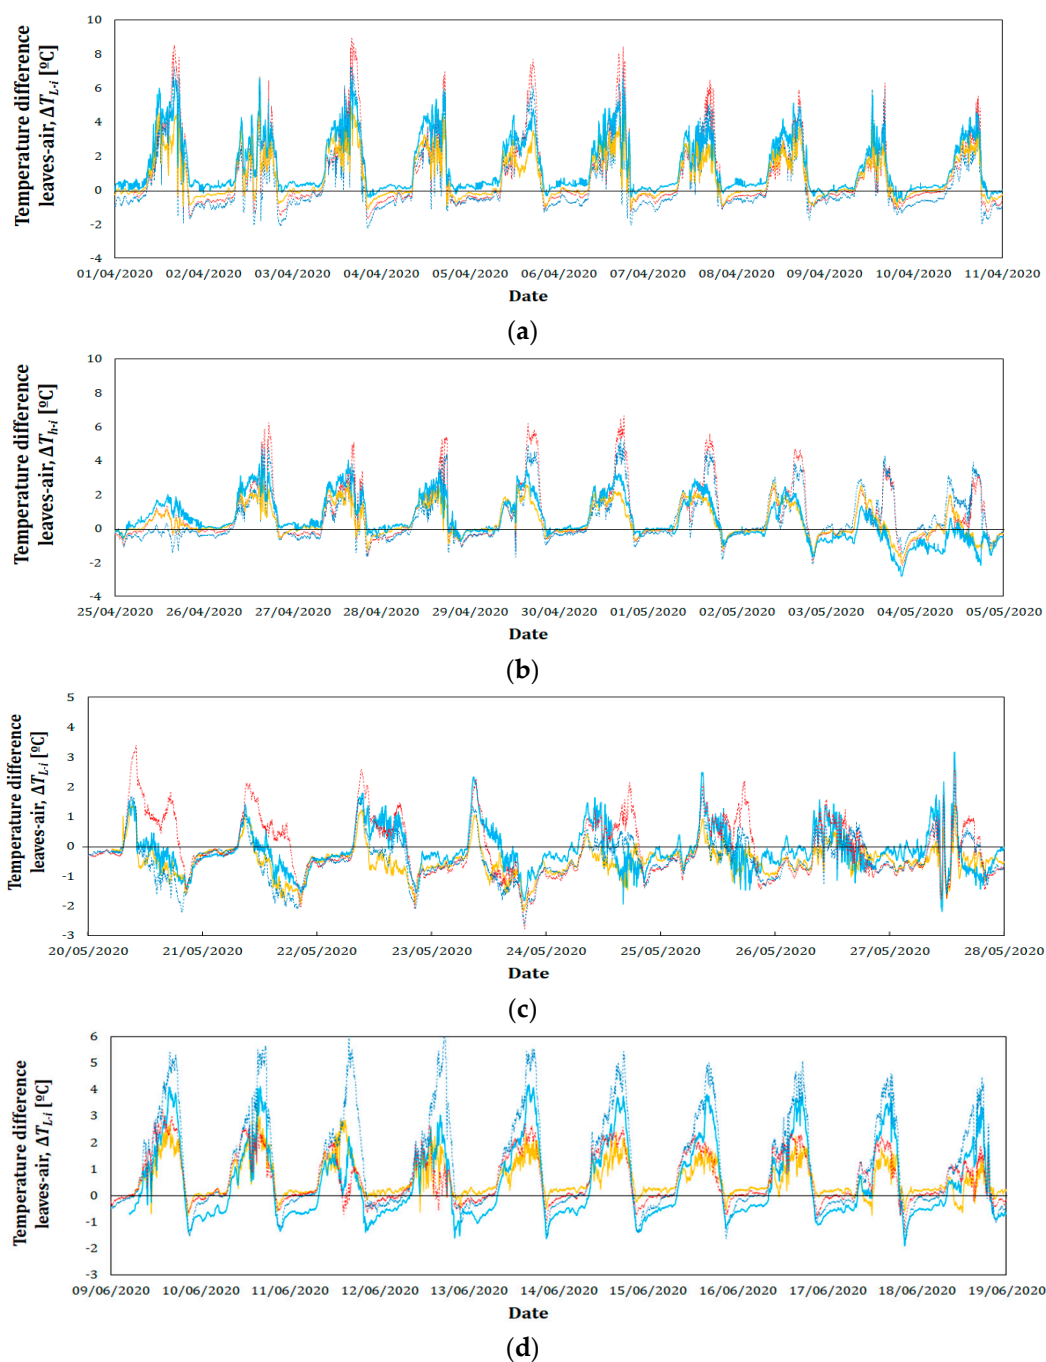 Temperature difference
leaves-air, ΔT_L-i [ºC]
10
8
6
4
2
0
-2
-4
01/04/2020 02/04/2020 03/04/2020 04/04/2020 05/04/2020 06/04/2020 07/04/2020 08/04/2020 09/04/2020 10/04/2020 11/04/2020
Date
(a)
Temperature difference
leaves-air, ΔT_h-i [ºC]
10
8
6
4
2
0
-2
-4
25/04/2020 26/04/2020 27/04/2020 28/04/2020 29/04/2020 30/04/2020 01/05/2020 02/05/2020 03/05/2020 04/05/2020 05/05/2020
Date
(b)
Temperature difference
leaves-air, ΔT_L-i [ºC]
5
4
3
2
1
0
-1
-2
-3
20/05/2020 21/05/2020 22/05/2020 23/05/2020 24/05/2020 25/05/2020 26/05/2020 27/05/2020 28/05/2020
Date
(c)
Temperature difference
leaves-air, ΔT_L-i [ºC]
6
5
4
3
2
1
0
-1
-2
-3
09/06/2020 10/06/2020 11/06/2020 12/06/2020 13/06/2020 14/06/2020 15/06/2020 16/06/2020 17/06/2020 18/06/2020 19/06/2020
Date
(d)